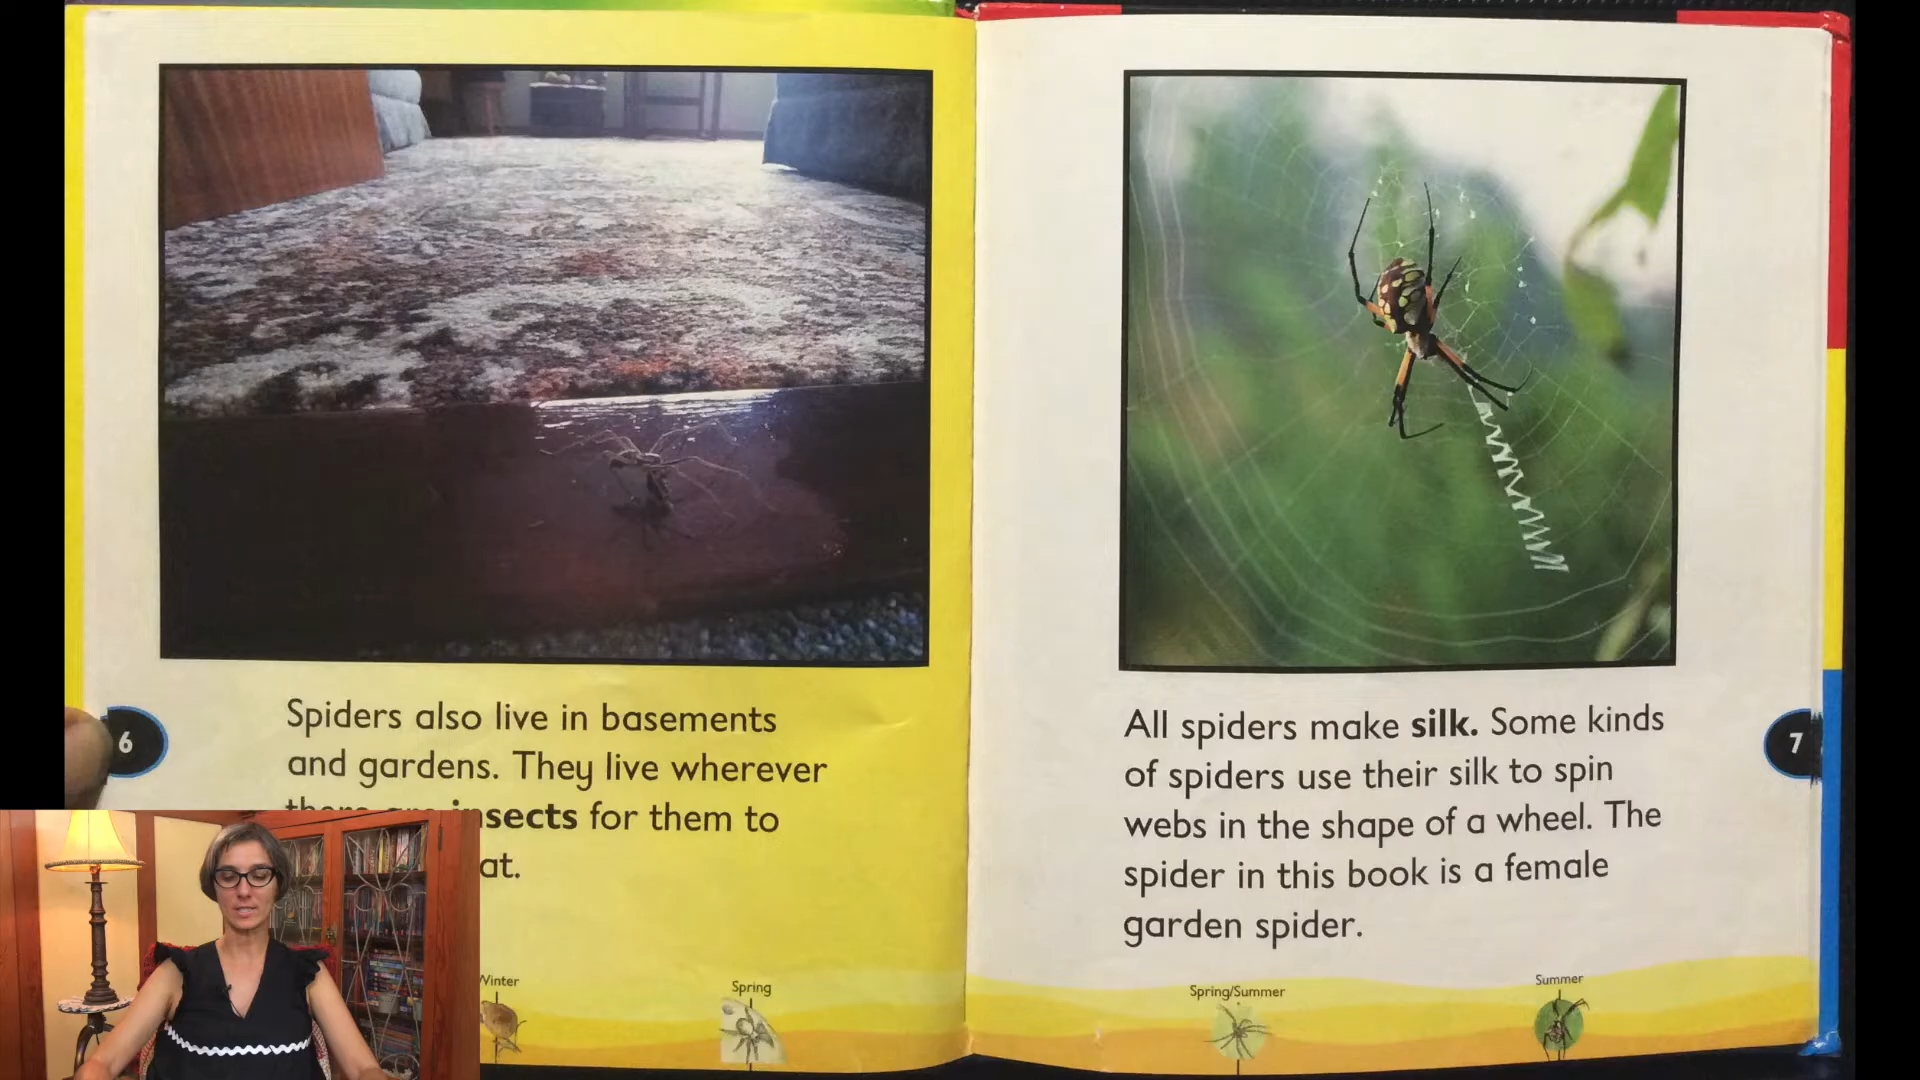 Spiders also live in basements
and gardens. They live wherever
there are insects for them to
at.
6
Winter
Spring
All spiders make silk. Some kinds
of spiders use their silk to spin
webs in the shape of a wheel. The
spider in this book is a female
garden spider.
7
Spring/Summer
Summer